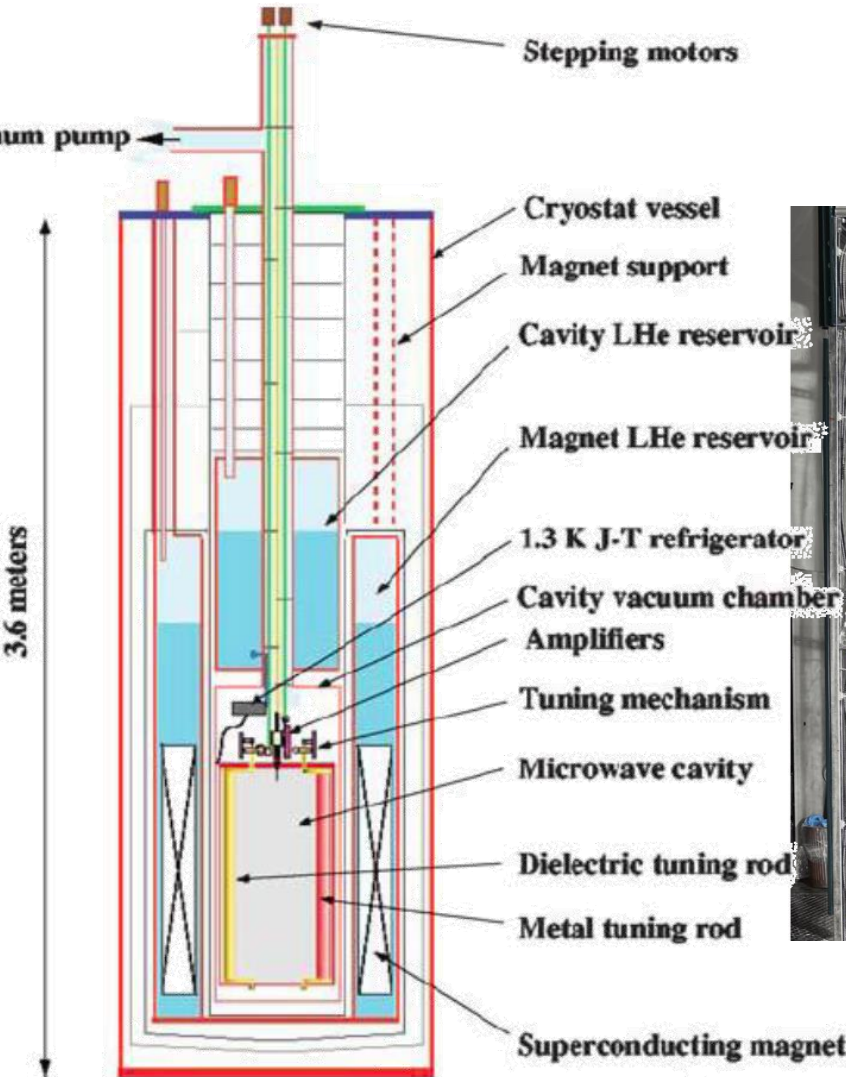 Stepping motors
pump
Cryostat vessel
Magnet support
Cavity LHe reservoir
Magnet LHe reservoir
1.3 K J-T refrigerator
Cavity vacuum chamber
Amplifiers
Tuning mechanism
Microwave cavity
Dielectric tuning rod
Metal tuning rod
Superconducting magnet
3.6 meters